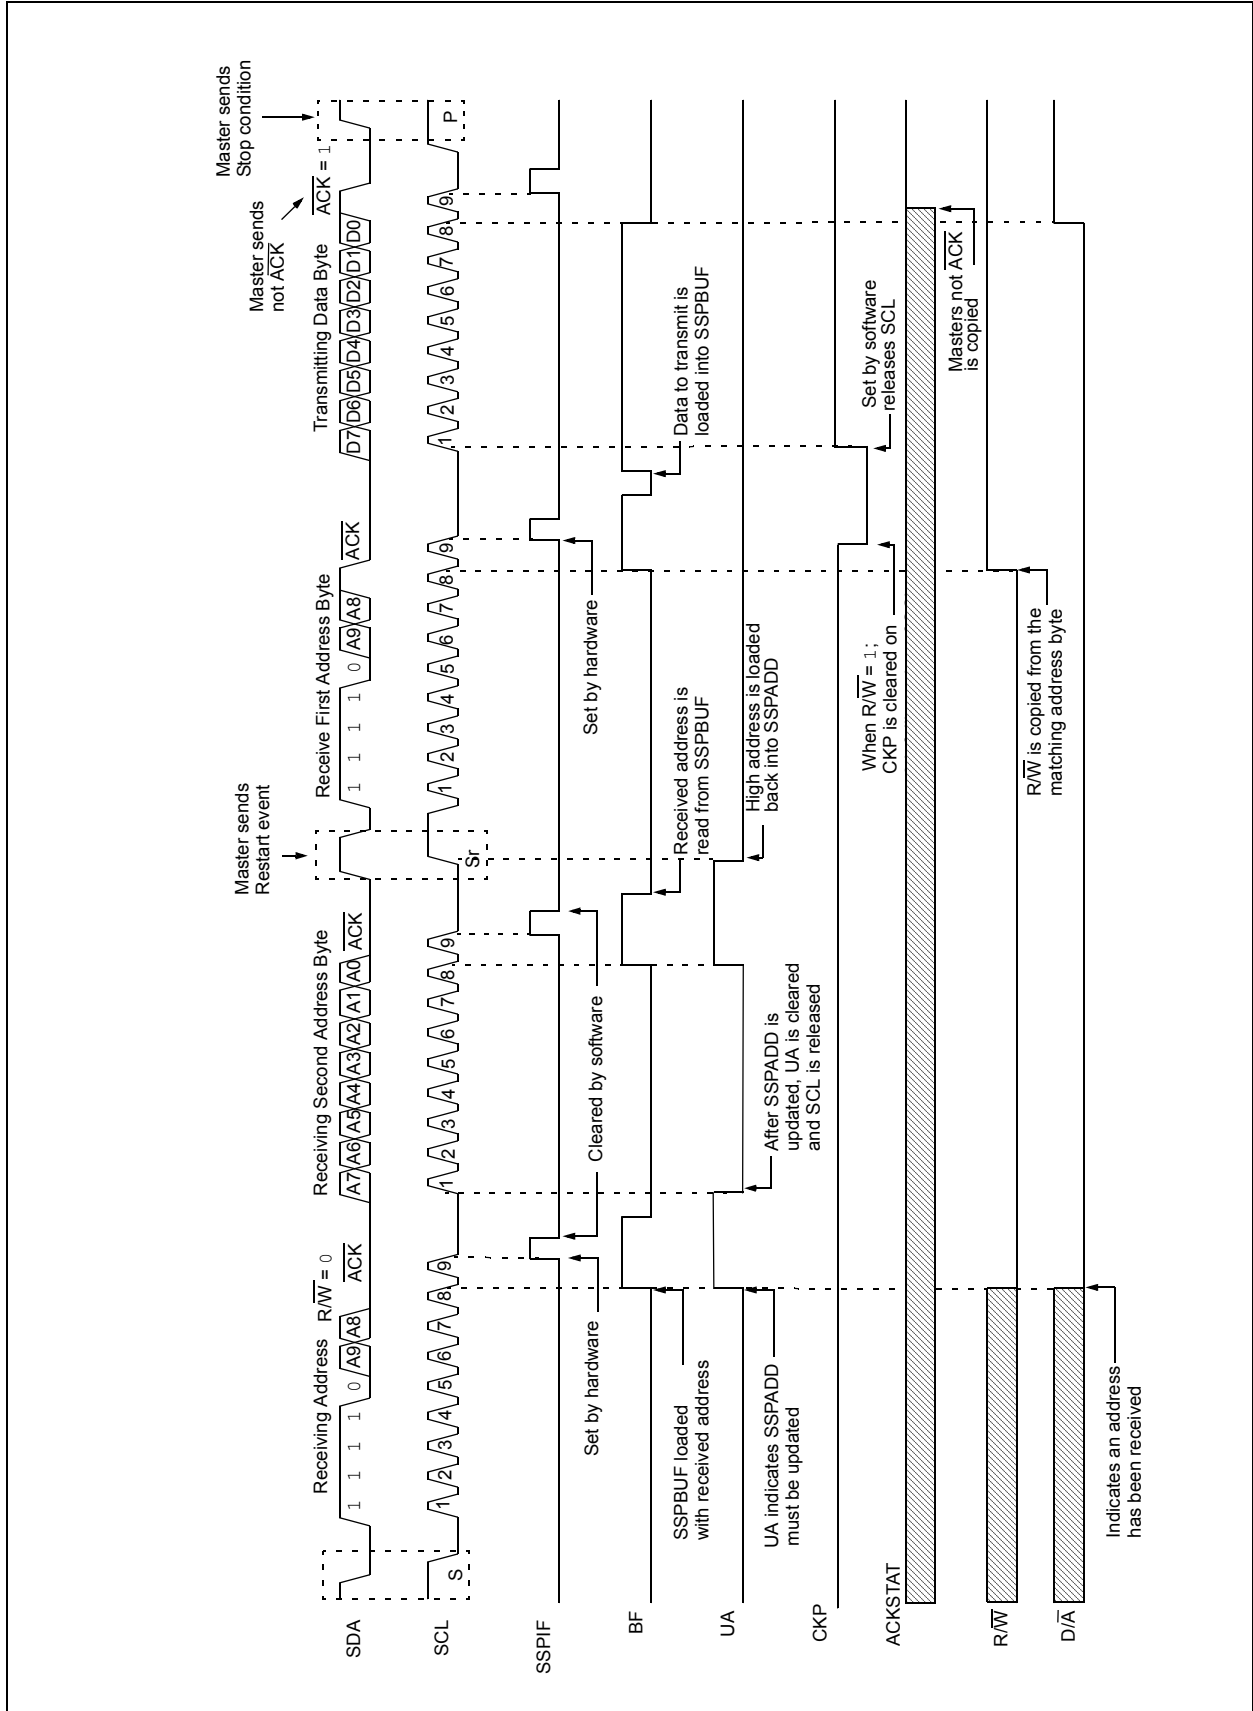 Master sends
Stop condition
Master sends
not ACK
Master sends
Restart event
Receiving Address R/W = 0
Receiving Second Address Byte
Receive First Address Byte
Transmitting Data Byte
ACK = 1
SDA
1 1 1 1 0 A9 A8 ACK
A7 A6 A5 A4 A3 A2 A1 A0 ACK
1 1 1 1 0 A9 A8 ACK
D7 D6 D5 D4 D3 D2 D1 D0
SCL
S
1 2 3 4 5 6 7 8 9
1 2 3 4 5 6 7 8 9
Sr
1 2 3 4 5 6 7 8 9
1 2 3 4 5 6 7 8 9
P
SSPIF
Set by hardware
Cleared by software
Set by hardware
BF
SSPBUF loaded
with received address
Received address is
read from SSPBUF
Data to transmit is
loaded into SSPBUF
UA
UA indicates SSPADD
must be updated
After SSPADD is
updated, UA is cleared
and SCL is released
High address is loaded
back into SSPADD
CKP
When R/W = 1;
CKP is cleared on
Set by software
releases SCL
ACKSTAT
Masters not ACK
is copied
R/W
R/W is copied from the
matching address byte
D/A
Indicates an address
has been received